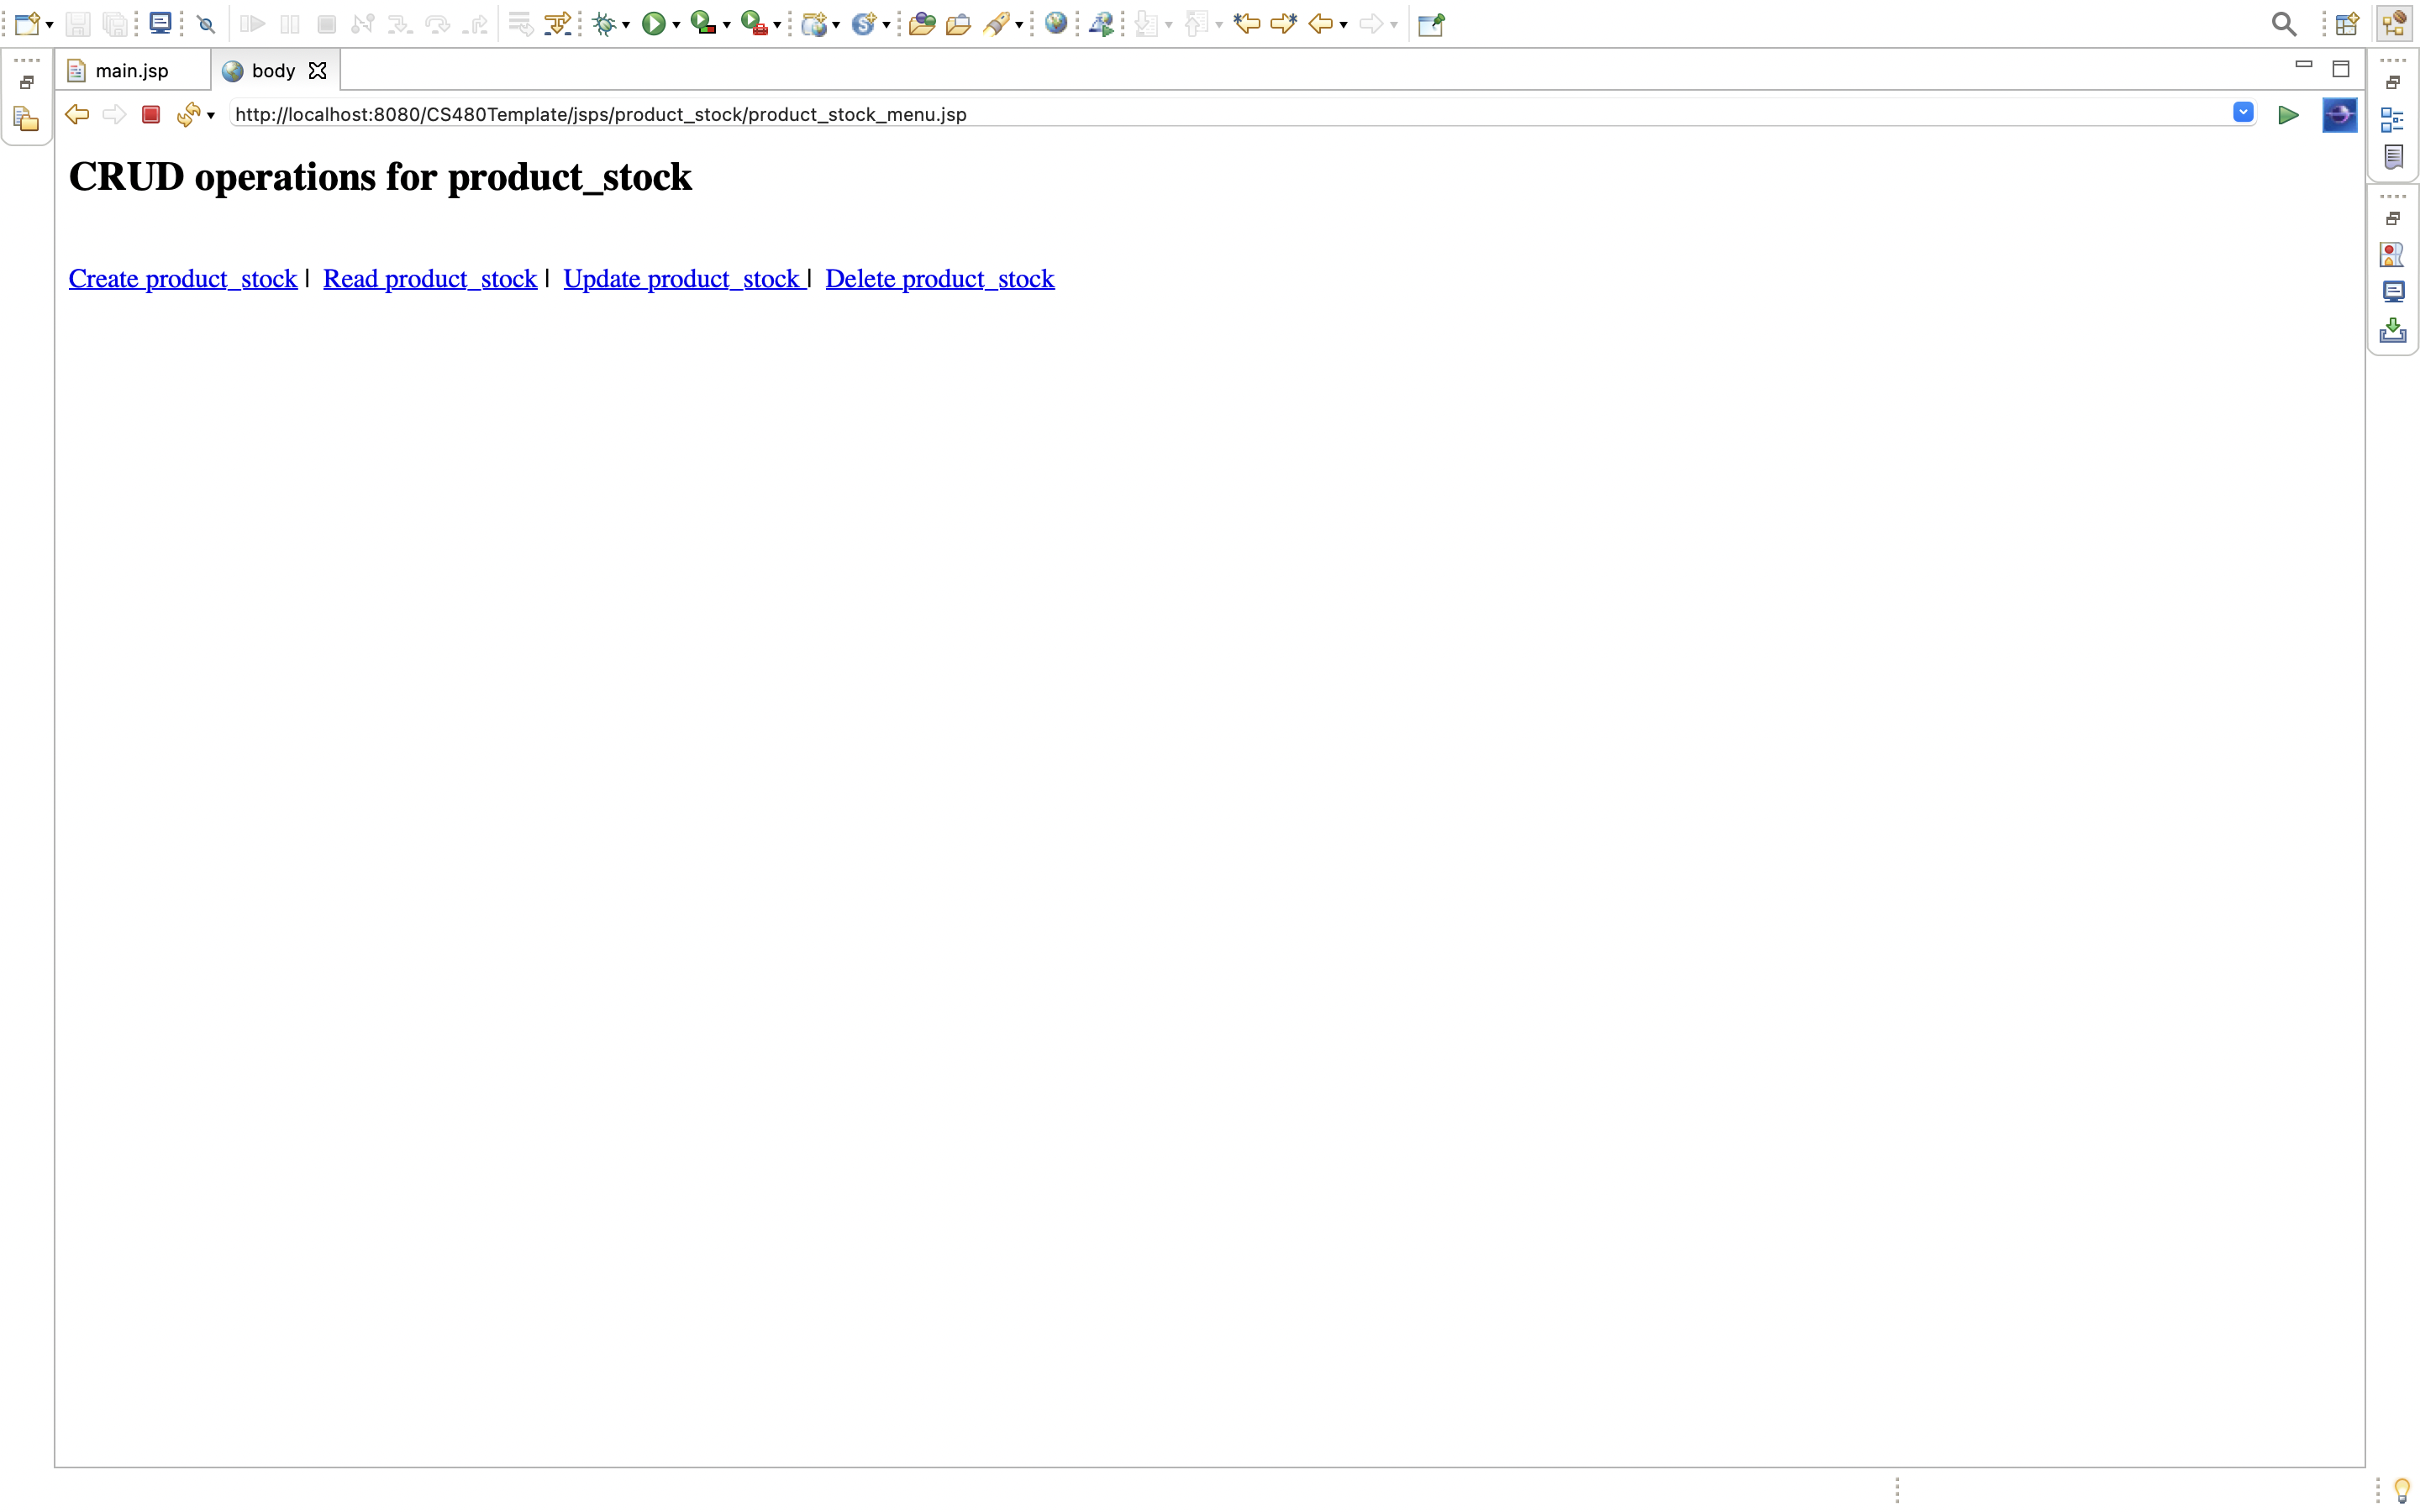 main.jsp
body
http://localhost:8080/CS480Template/jsps/product_stock/product_stock_menu.jsp
CRUD operations for product_stock
Create product_stock | Read product_stock | Update product_stock | Delete product_stock